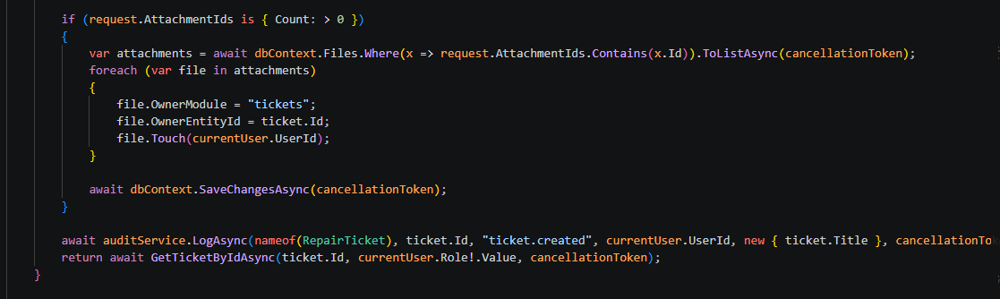 if (request.AttachmentIds is { Count: > 0 })
{
var attachments = await dbContext.Files.Where(x => request.AttachmentIds.Contains(x.Id)).ToListAsync(cancellationToken);
foreach (var file in attachments)
{
file.OwnerModule = "tickets";
file.OwnerEntityId = ticket.Id;
file.Touch(currentUser.UserId);
}
await dbContext.SaveChangesAsync(cancellationToken);
}
await auditService.LogAsync(nameof(RepairTicket), ticket.Id, "ticket.created", currentUser.UserId, new { ticket.Title }, cancellationTo
return await GetTicketByIdAsync(ticket.Id, currentUser.Role!.Value, cancellationToken);
}